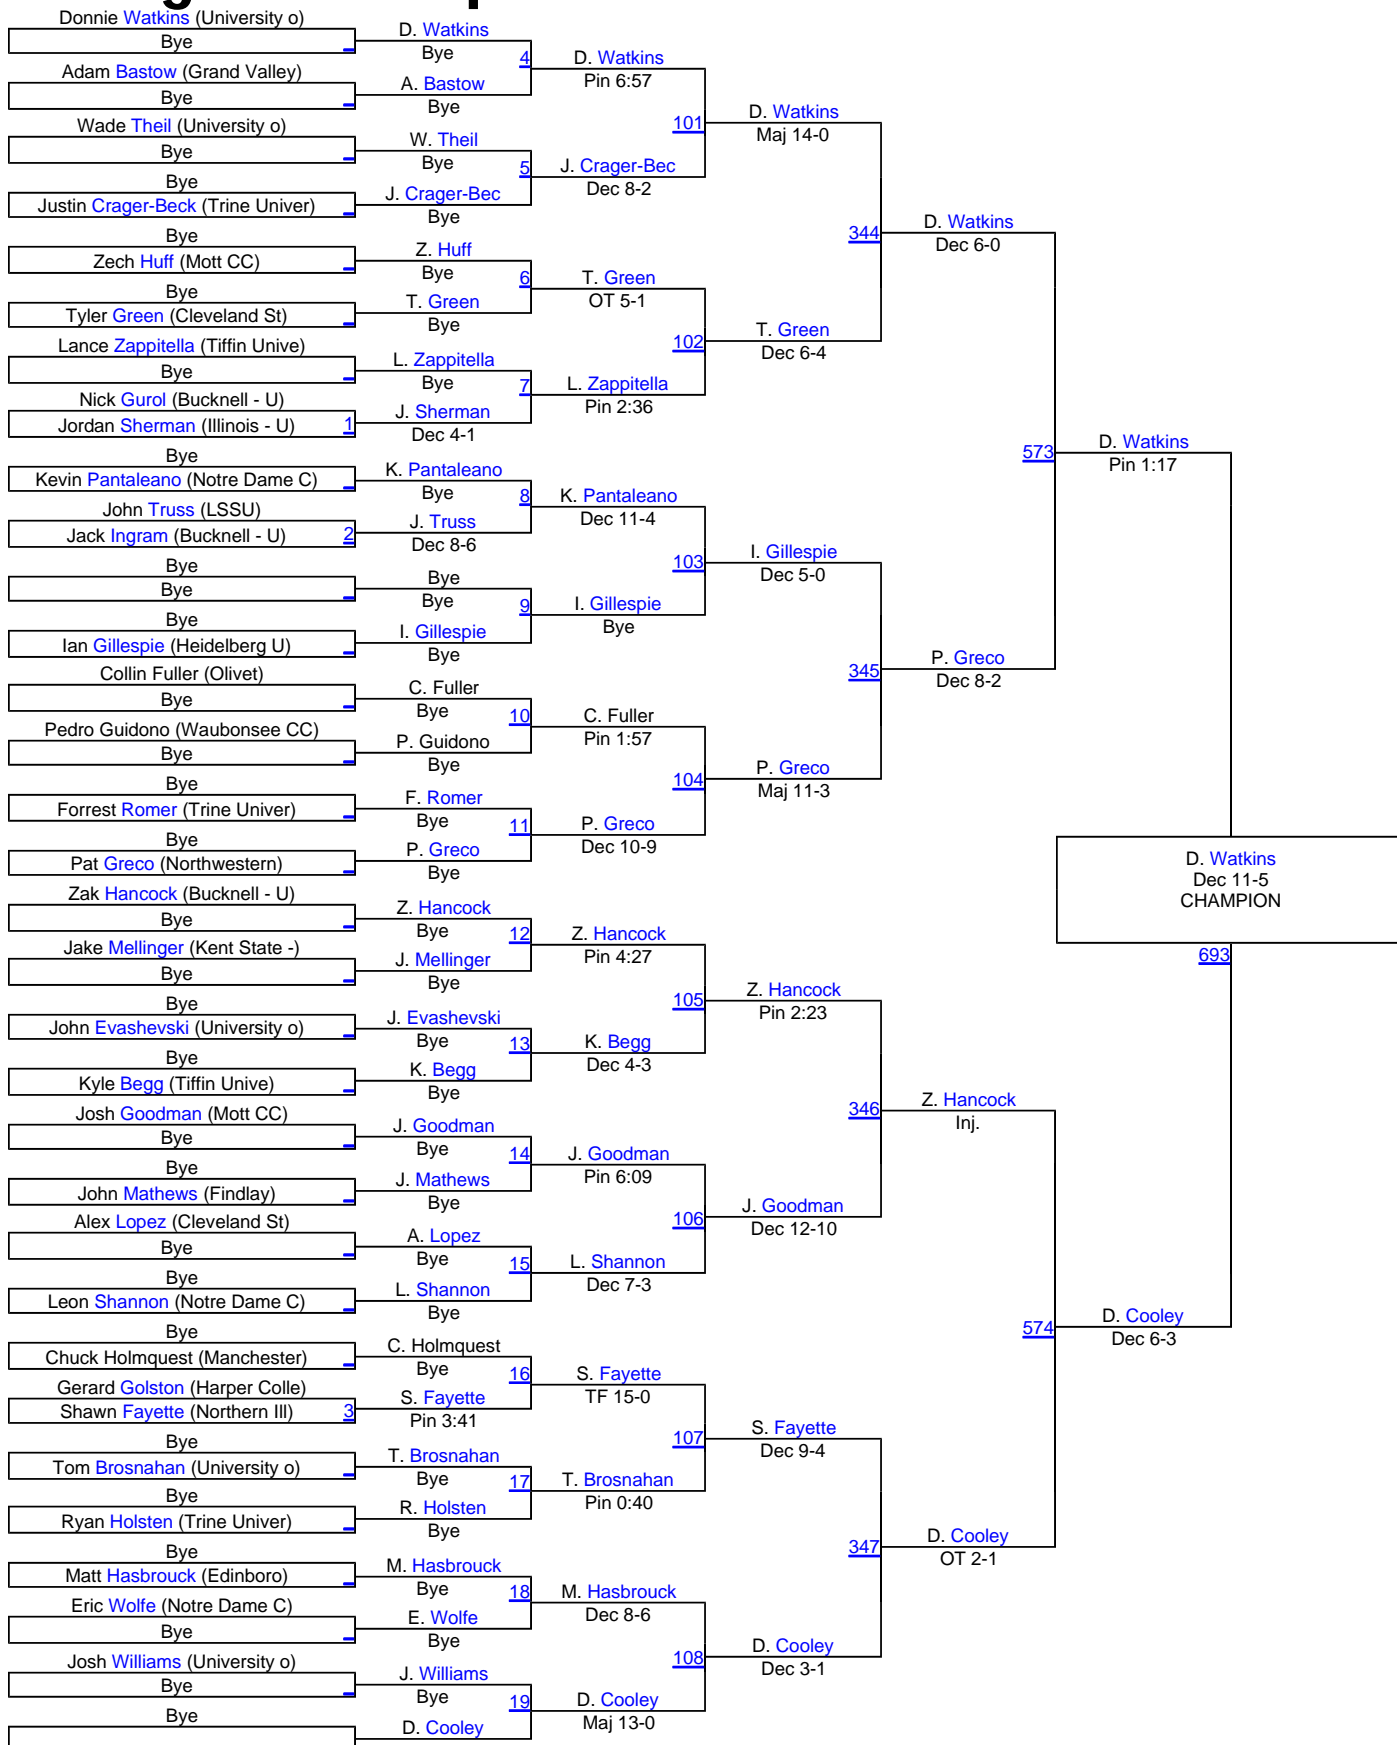 Donnie Watkins (University o)
Bye
Adam Bastow (Grand Valley)
Bye
Wade Theil (University o)
Bye
Bye
Justin Crager-Beck (Trine Univer)
Bye
Zech Huff (Mott CC)
Bye
Tyler Green (Cleveland St)
Lance Zappitella (Tiffin Unive)
Bye
Nick Gurol (Bucknell - U)
Jordan Sherman (Illinois - U) 1
Bye
Kevin Pantaleano (Notre Dame C)
John Truss (LSSU)
Jack Ingram (Bucknell - U) 2
Bye
Bye
Bye
Ian Gillespie (Heidelberg U)
Collin Fuller (Olivet)
Bye
Pedro Guidono (Waubonsee CC)
Bye
Bye
Forrest Romer (Trine Univer)
Bye
Pat Greco (Northwestern)
Zak Hancock (Bucknell - U)
Bye
Jake Mellinger (Kent State -)
Bye
Bye
John Evashevski (University o)
Bye
Kyle Begg (Tiffin Unive)
Josh Goodman (Mott CC)
Bye
Bye
John Mathews (Findlay)
Alex Lopez (Cleveland St)
Bye
Bye
Leon Shannon (Notre Dame C)
Bye
Chuck Holmquest (Manchester)
Gerard Golston (Harper Colle)
Shawn Fayette (Northern Ill) 3
Bye
Tom Brosnahan (University o)
Bye
Ryan Holsten (Trine Univer)
Bye
Matt Hasbrouck (Edinboro)
Eric Wolfe (Notre Dame C)
Bye
Josh Williams (University o)
Bye
Bye
D. Watkins
Bye
4
A. Bastow
Bye
W. Theil
Bye
5
J. Crager-Bec
Bye
Z. Huff
Bye
6
T. Green
Bye
L. Zappitella
Bye
7
J. Sherman
Dec 4-1
K. Pantaleano
Bye
8
J. Truss
Dec 8-6
Bye
Bye
9
I. Gillespie
Bye
C. Fuller
Bye
10
P. Guidono
Bye
F. Romer
Bye
11
P. Greco
Bye
Z. Hancock
Bye
12
J. Mellinger
Bye
J. Evashevski
Bye
13
K. Begg
Bye
J. Goodman
Bye
14
J. Mathews
Bye
A. Lopez
Bye
15
L. Shannon
Bye
C. Holmquest
Bye
16
S. Fayette
Pin 3:41
T. Brosnahan
Bye
17
R. Holsten
Bye
M. Hasbrouck
Bye
18
E. Wolfe
Bye
J. Williams
Bye
19
D. Cooley
D. Watkins
Pin 6:57
101
J. Crager-Bec
Dec 8-2
T. Green
OT 5-1
102
L. Zappitella
Pin 2:36
K. Pantaleano
Dec 11-4
103
I. Gillespie
Bye
C. Fuller
Pin 1:57
104
P. Greco
Dec 10-9
Z. Hancock
Pin 4:27
105
K. Begg
Dec 4-3
J. Goodman
Pin 6:09
106
L. Shannon
Dec 7-3
S. Fayette
TF 15-0
107
T. Brosnahan
Pin 0:40
M. Hasbrouck
Dec 8-6
108
D. Cooley
Maj 13-0
D. Watkins
Maj 14-0
344
T. Green
Dec 6-4
I. Gillespie
Dec 5-0
345
P. Greco
Maj 11-3
Z. Hancock
Pin 2:23
346
J. Goodman
Dec 12-10
S. Fayette
Dec 9-4
347
D. Cooley
Dec 3-1
D. Watkins
Dec 6-0
573
P. Greco
Dec 8-2
Z. Hancock
Inj.
574
D. Cooley
OT 2-1
D. Watkins
Pin 1:17
D. Watkins
Dec 11-5
CHAMPION
693
D. Cooley
Dec 6-3